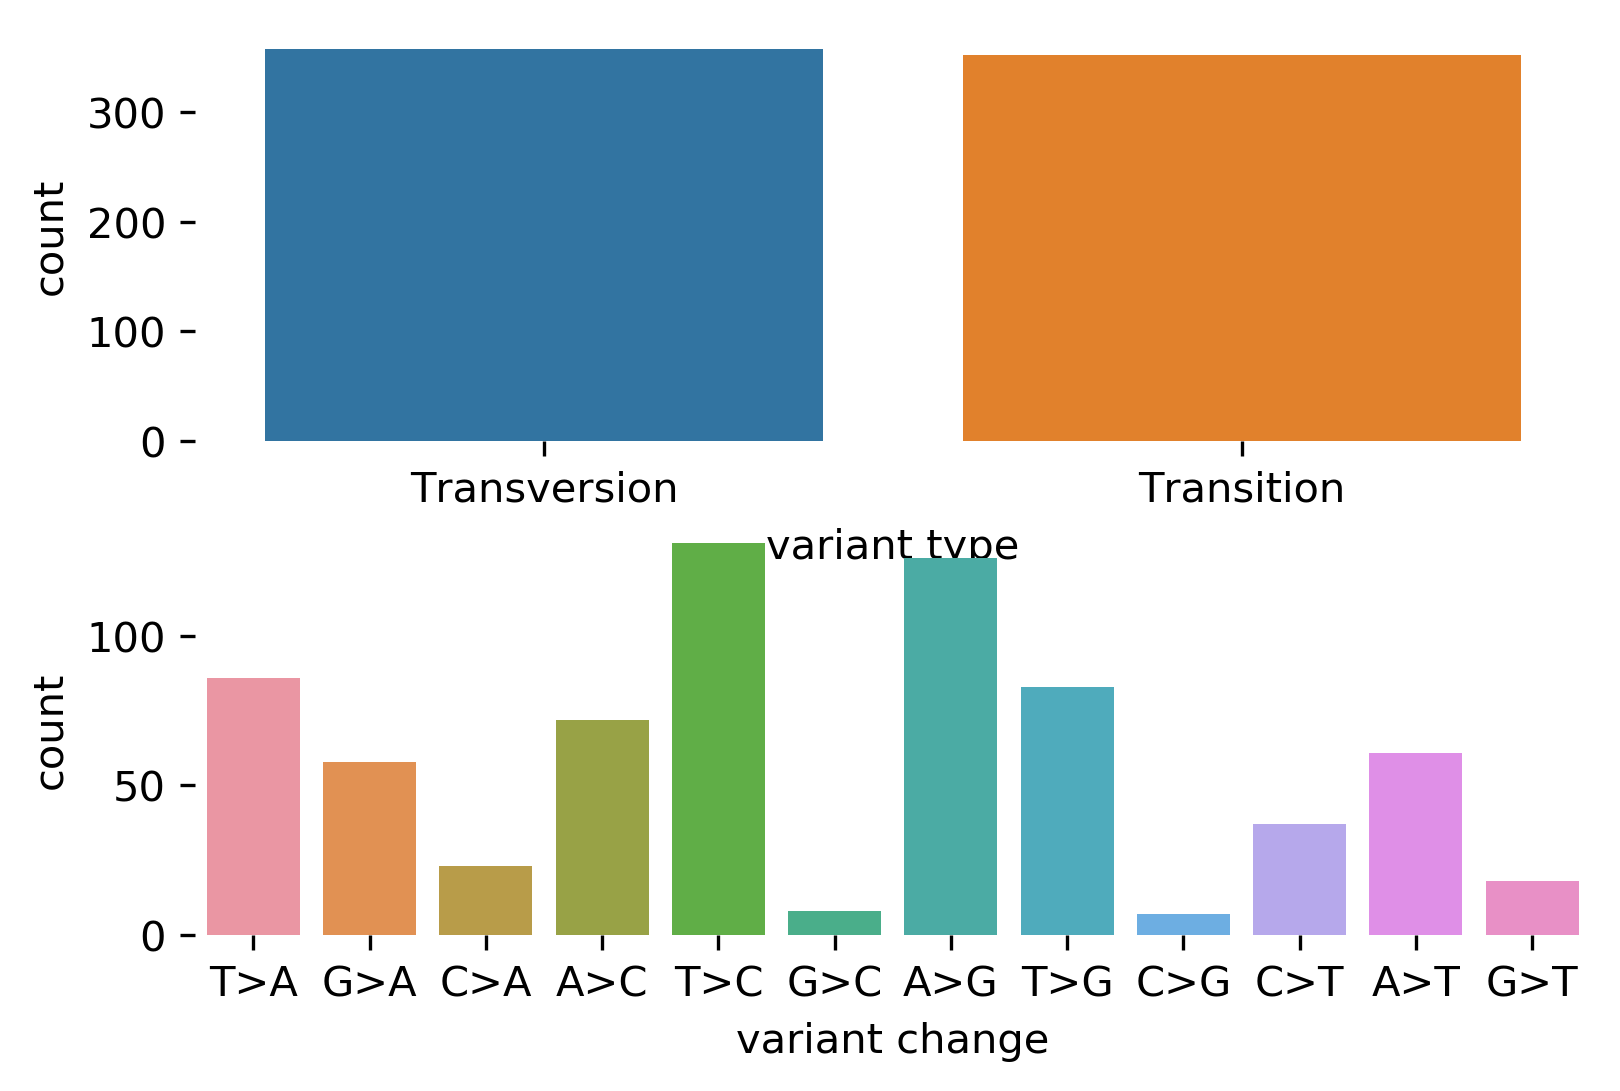 count
300
200
100
0
Transversion Transition
variant type
count
100
50
0
T>A G>A C>A A>C T>C G>C A>G T>G C>G C>T A>T G>T
variant change